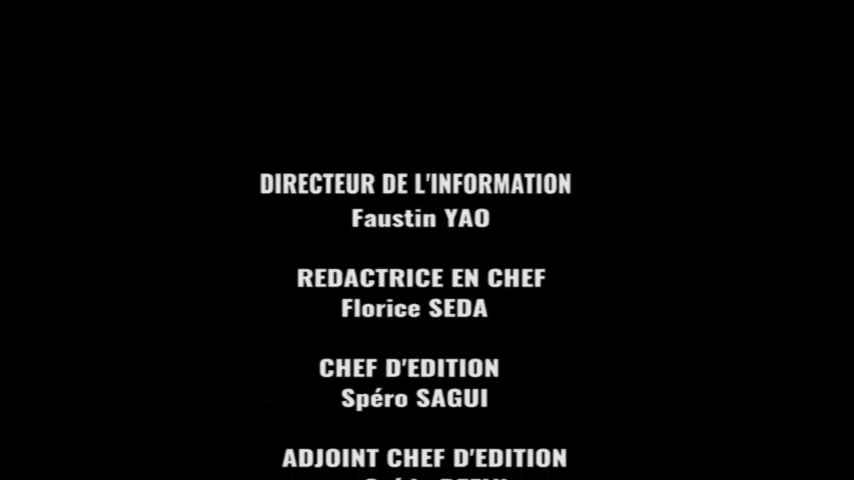 DIRECTEUR DE L'INFORMATION
Faustin YAO
REDACTRICE EN CHEF
Florice SEDA
CHEF D'EDITION
Spéro SAGUI
ADJOINT CHEF D'EDITION